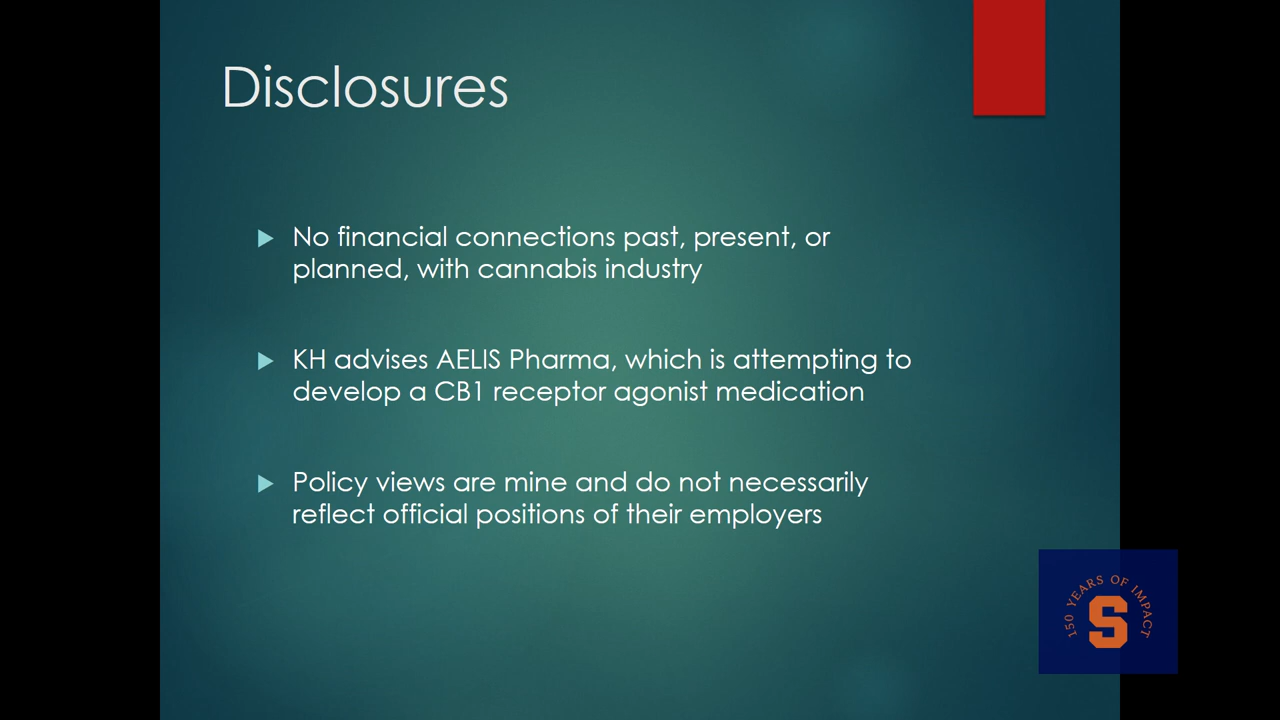 Disclosures
No financial connections past, present, or
planned, with cannabis industry
KH advises AELIS Pharma, which is attempting to
develop a CB1 receptor agonist medication
Policy views are mine and do not necessarily
reflect official positions of their employers
150 YEARS OF IMPACT
S